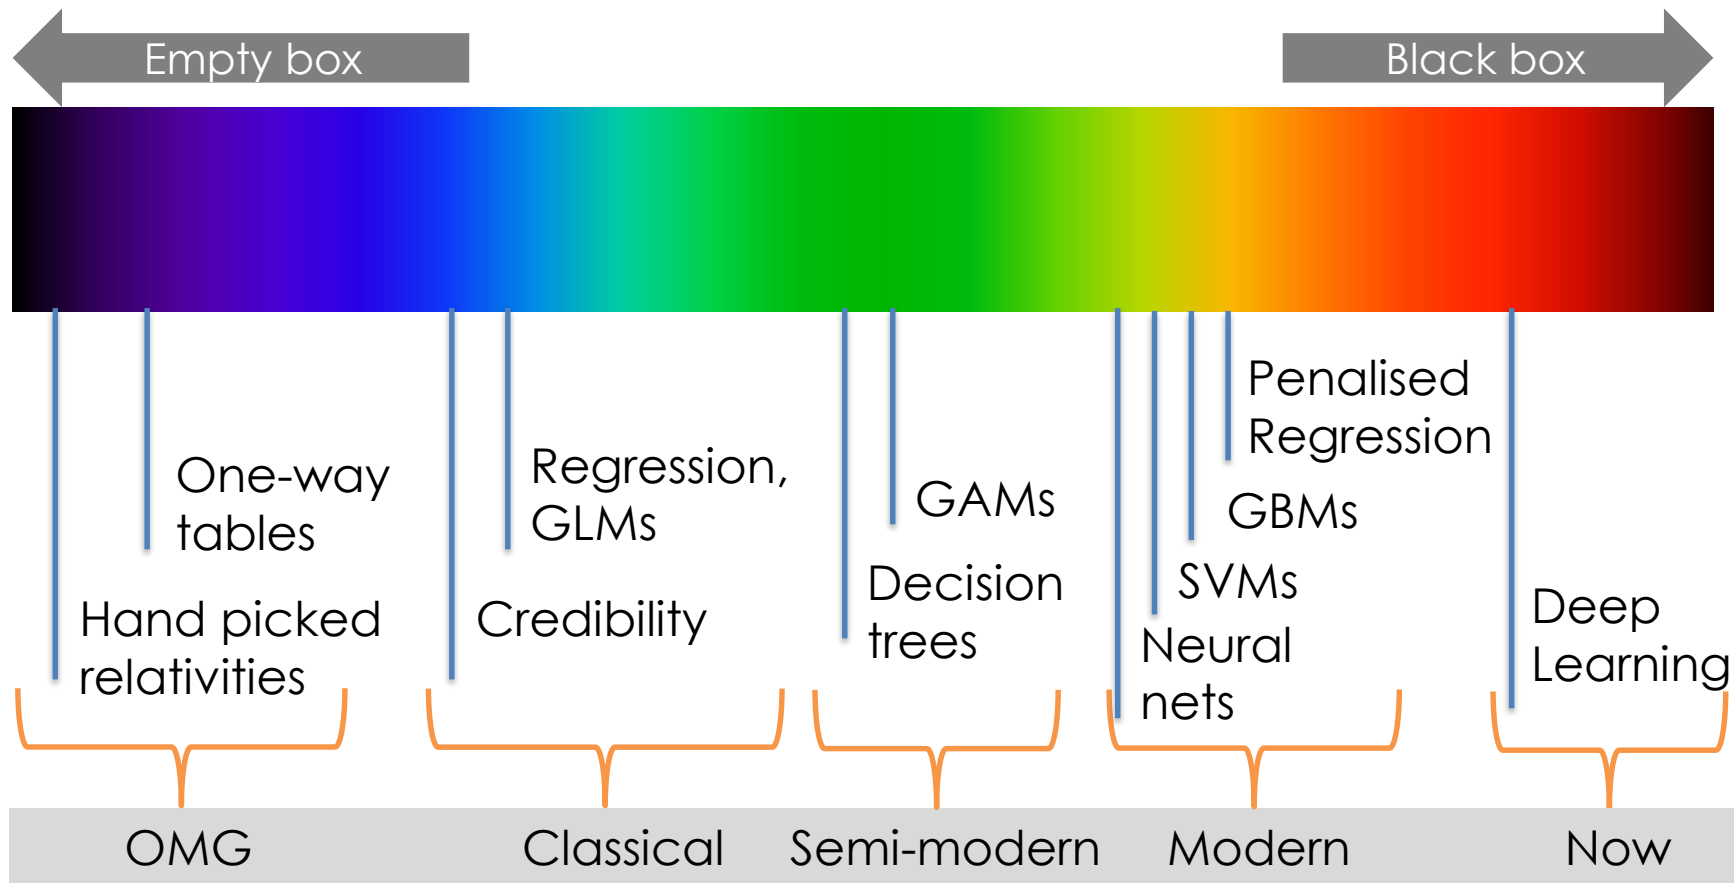 Empty box
Black box
Hand picked
relativities
One-way
tables
Credibility
Regression,
GLMs
Decision
trees
GAMs
Neural
nets
SVMs
GBMs
Penalised
Regression
Deep
Learning
OMG
Classical
Semi-modern
Modern
Now